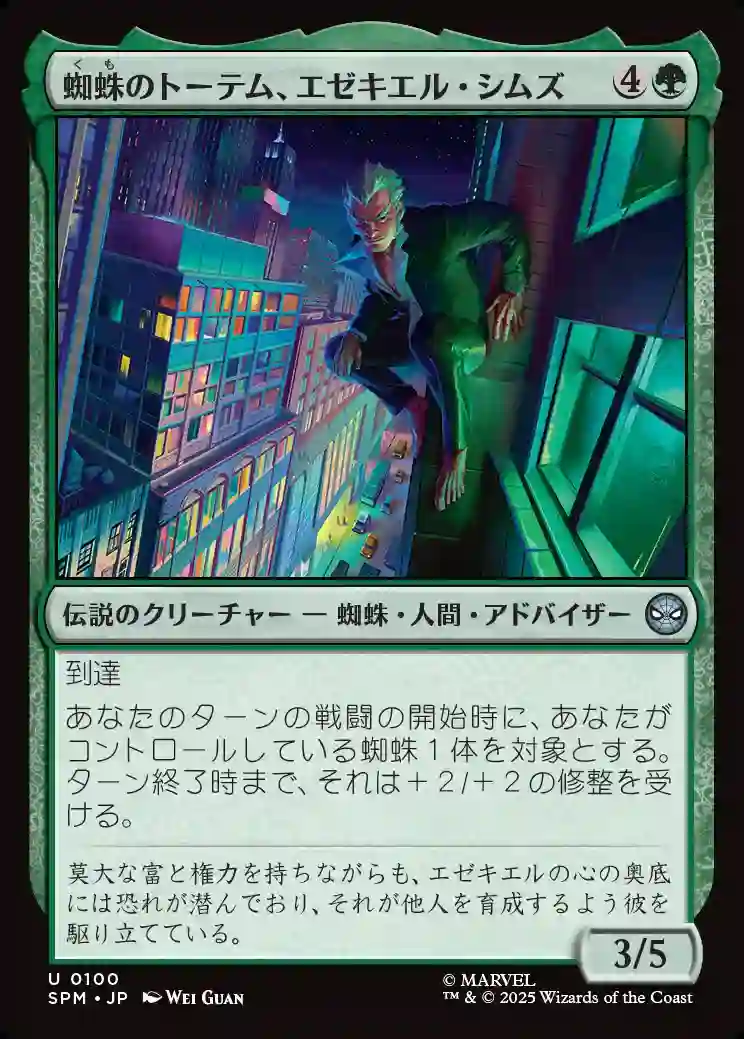 くも
蜘蛛のトーテム、エゼキエル・シムズ 4
伝説のクリーチャー ― 蜘蛛・人間・アドバイザー
到達
あなたのターンの戦闘の開始時に、あなたが
コントロールしている蜘蛛１体を対象とする。
ターン終了時まで、それは＋２/＋２の修整を受
ける。
莫大な富と権力を持ちながらも、エゼキエルの心の奥底
には恐れが潜んでおり、それが他人を育成するよう彼を
駆り立てている。
3/5
U 0100
SPM • JP WEI GUAN
© MARVEL
™ & © 2025 Wizards of the Coast